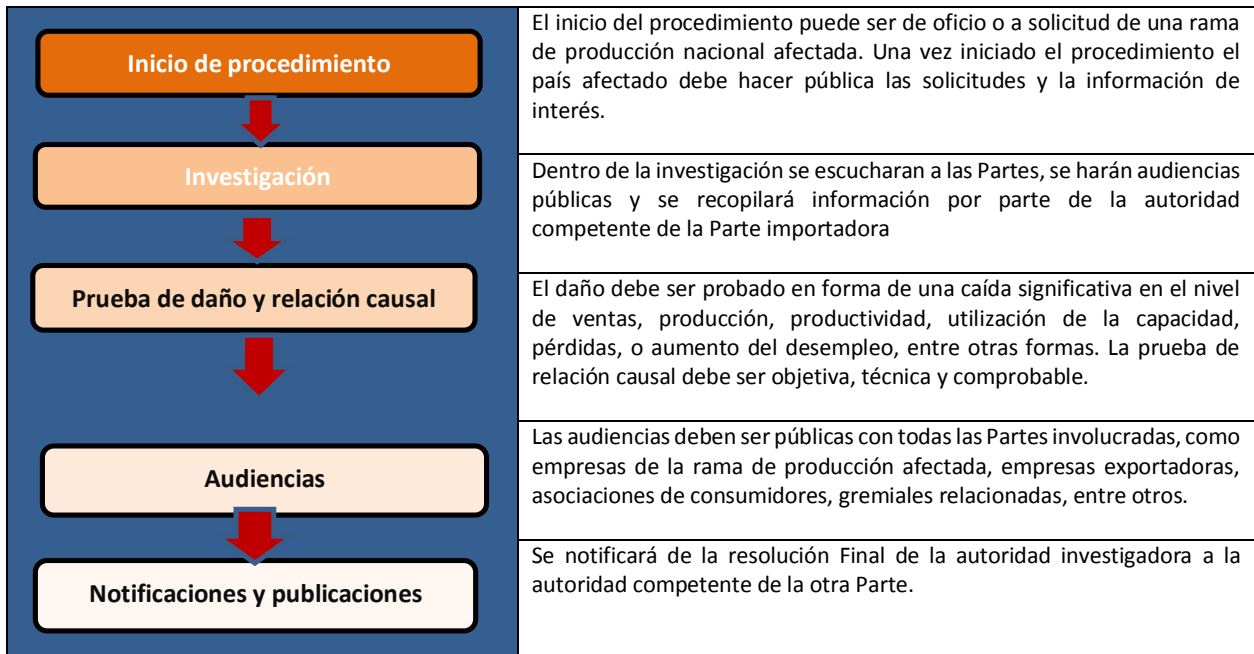 Inicio de procedimiento
El inicio del procedimiento puede ser de oficio o a solicitud de una rama
de producción nacional afectada. Una vez iniciado el procedimiento el
país afectado debe hacer pública las solicitudes y la información de
interés.
Investigación
Dentro de la investigación se escucharan a las Partes, se harán audiencias
públicas y se recopilará información por parte de la autoridad
competente de la Parte importadora
Prueba de daño y relación causal
El daño debe ser probado en forma de una caída significativa en el nivel
de ventas, producción, productividad, utilización de la capacidad,
pérdidas, o aumento del desempleo, entre otras formas. La prueba de
relación causal debe ser objetiva, técnica y comprobable.
Audiencias
Las audiencias deben ser públicas con todas las Partes involucradas, como
empresas de la rama de producción afectada, empresas exportadoras,
asociaciones de consumidores, gremiales relacionadas, entre otros.
Notificaciones y publicaciones
Se notificará de la resolución Final de la autoridad investigadora a la
autoridad competente de la otra Parte.